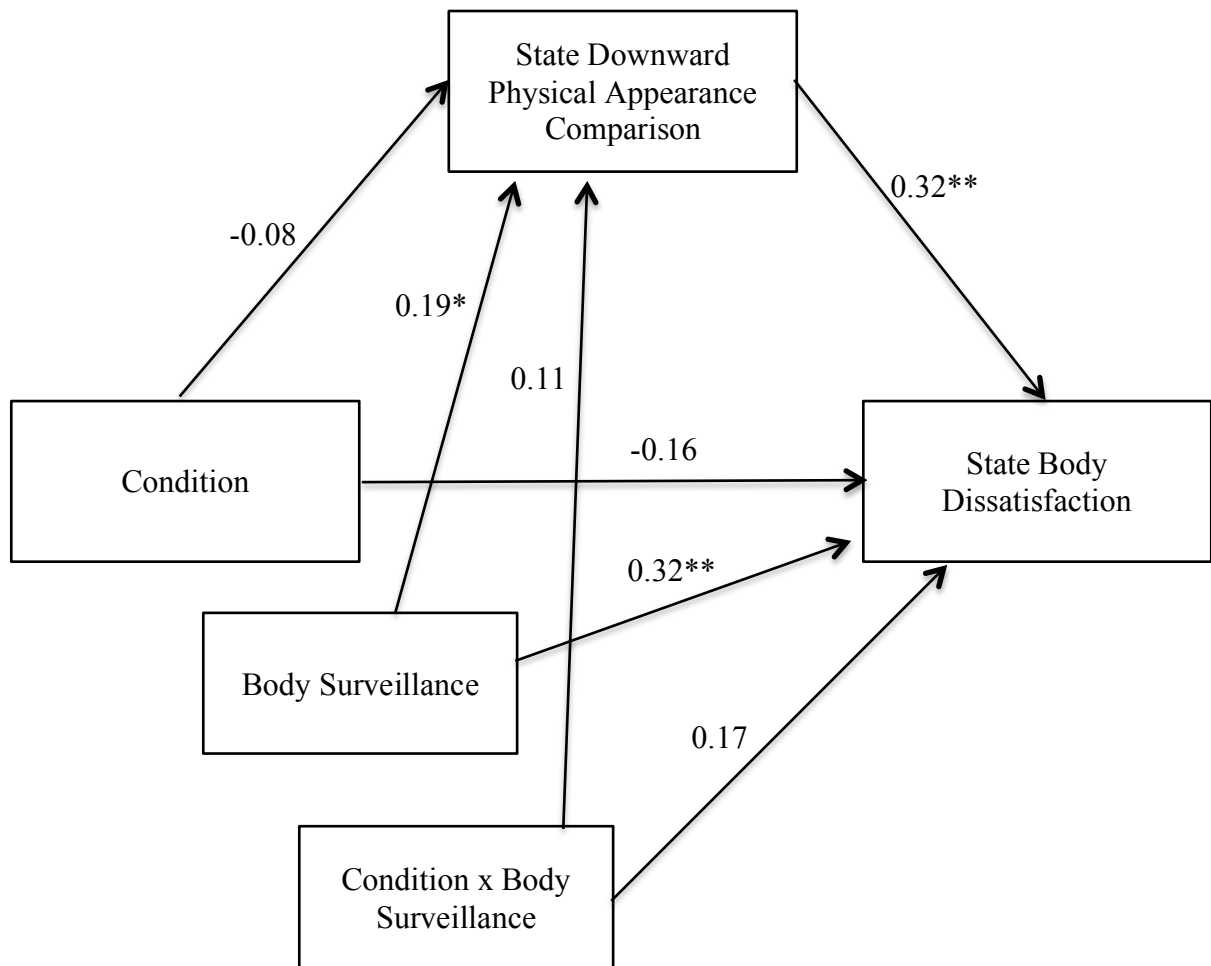 State Downward
Physical Appearance
Comparison
0.32**
-0.08
0.19*
0.11
Condition
-0.16
State Body
Dissatisfaction
0.32**
Body Surveillance
0.17
Condition x Body
Surveillance